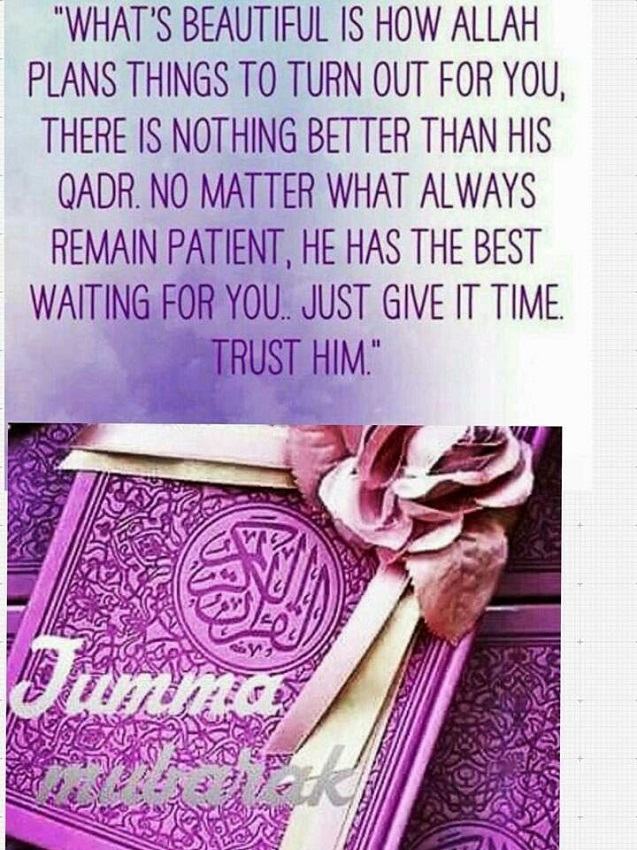 "WHAT'S BEAUTIFUL IS HOW ALLAH
PLANS THINGS TO TURN OUT FOR YOU,
THERE IS NOTHING BETTER THAN HIS
QADR. NO MATTER WHAT ALWAYS
REMAIN PATIENT, HE HAS THE BEST
WAITING FOR YOU.. JUST GIVE IT TIME.
TRUST HIM."
القرآن الكريم
Jumma
mubarak